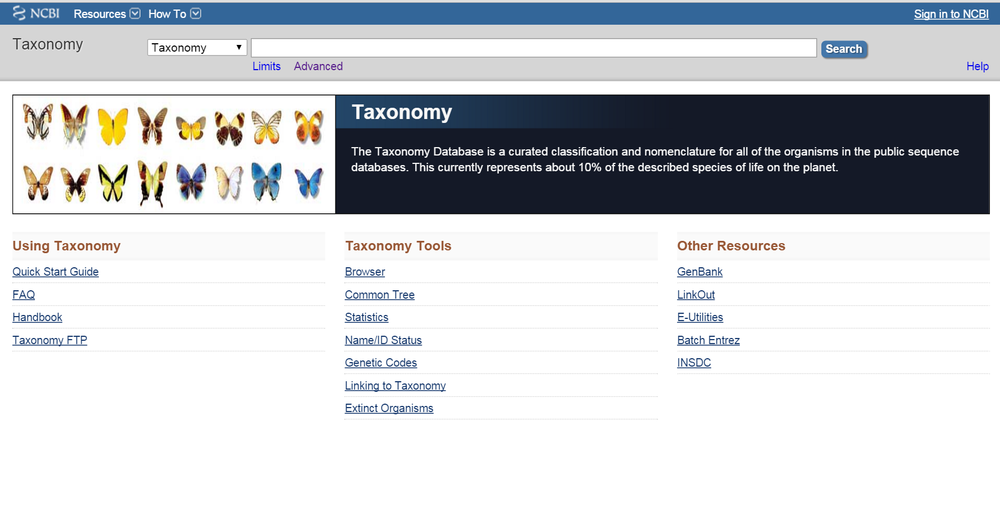 NCBI Resources How To Sign in to NCBI
Taxonomy Taxonomy Search
Limits Advanced Help
Taxonomy
The Taxonomy Database is a curated classification and nomenclature for all of the organisms in the public sequence
databases. This currently represents about 10% of the described species of life on the planet.
Using Taxonomy
Quick Start Guide
FAQ
Handbook
Taxonomy FTP
Taxonomy Tools
Browser
Common Tree
Statistics
Name/ID Status
Genetic Codes
Linking to Taxonomy
Extinct Organisms
Other Resources
GenBank
LinkOut
E-Utilities
Batch Entrez
INSDC